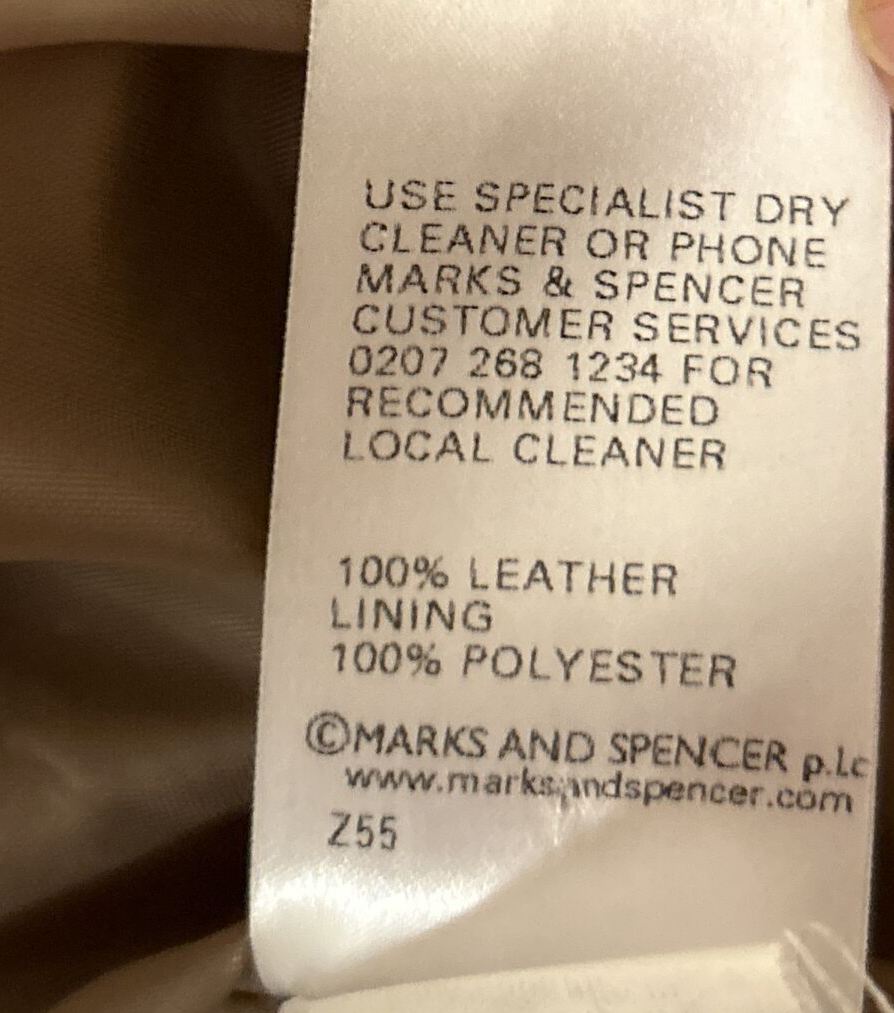 USE SPECIALIST DRY
CLEANER OR PHONE
MARKS & SPENCER
CUSTOMER SERVICES
0207 268 1234 FOR
RECOMMENDED
LOCAL CLEANER
100% LEATHER
LINING
100% POLYESTER
©MARKS AND SPENCER p.l.c
www.marksandspencer.com
Z55